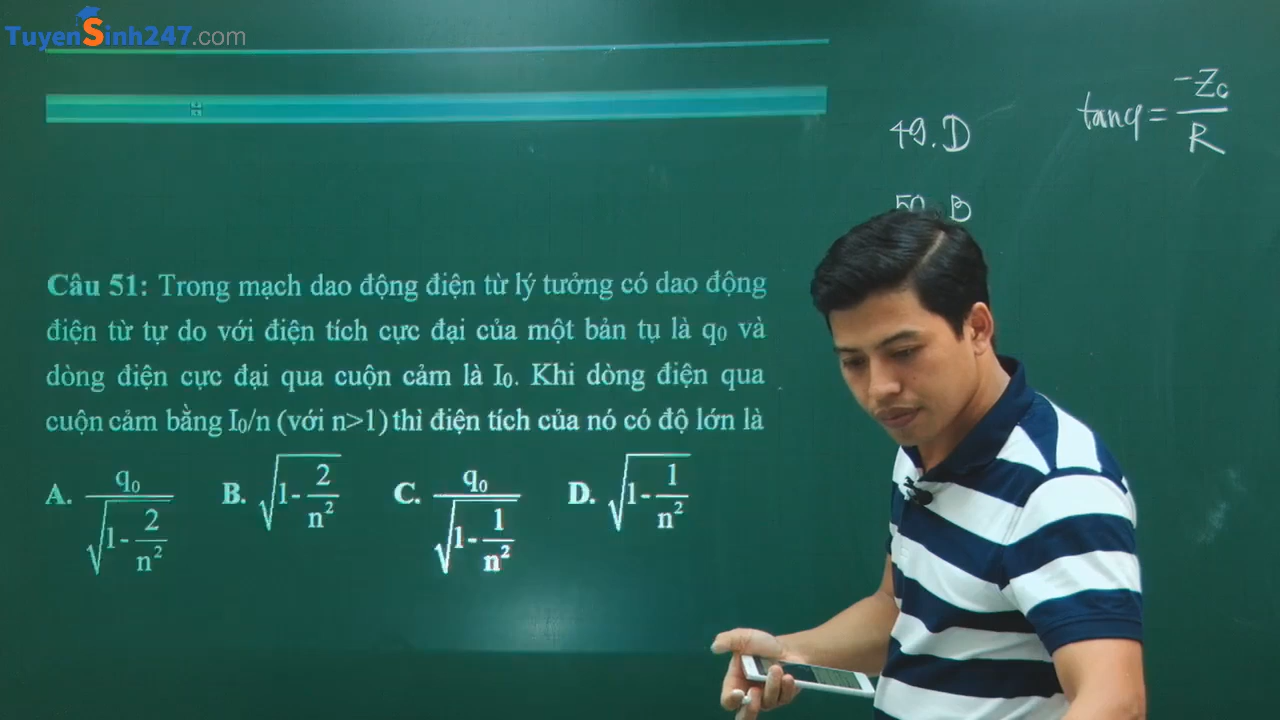 TuyenSinh247.com
49. D
tanφ = -Zc / R
50. B
Câu 51: Trong mạch dao động điện từ lý tưởng có dao động
điện từ tự do với điện tích cực đại của một bản tụ là q₀ và
dòng điện cực đại qua cuộn cảm là I₀. Khi dòng điện qua
cuộn cảm bằng I₀/n (với n>1) thì điện tích của nó có độ lớn là
A. q₀ / √(1 - 2/n²) B. √(1 - 2/n²) C. q₀ / √(1 - 1/n²) D. √(1 - 1/n²)